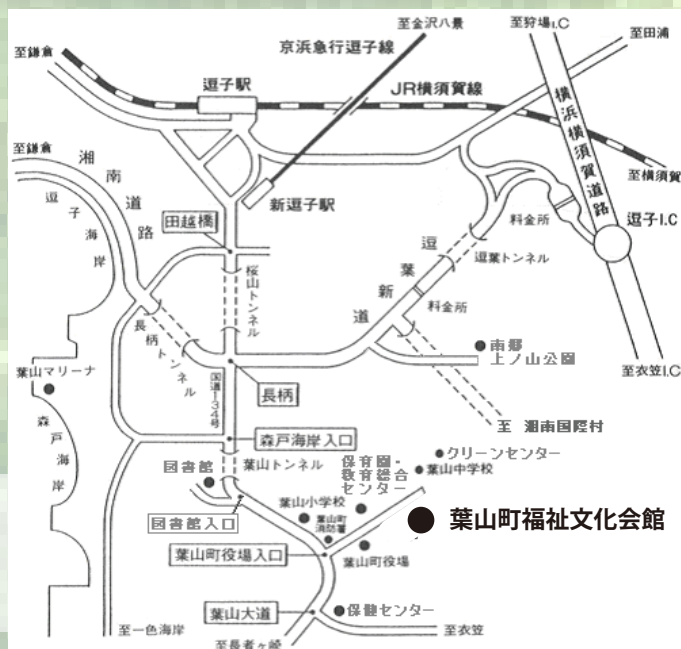 至金沢八景
至狩場I.C
京浜急行逗子線
至田浦
至鎌倉
逗子駅
JR横須賀線
横浜横須賀道路
至鎌倉
湘南道路
逗子海岸
新逗子駅
至横須賀
田越橋
料金所
逗子I.C
逗葉新道
逗葉トンネル
桜山トンネル
料金所
長柄トンネル
南郷
上ノ山公園
葉山マリーナ
国道134号
長柄
至衣笠I.C
森戸海岸
至 湘南国際村
森戸海岸入口
クリーンセンター
図書館
葉山トンネル
保育園・
教育総合
センター
葉山中学校
葉山小学校
図書館入口
葉山町
消防署
葉山町福祉文化会館
葉山町役場入口
葉山町役場
葉山大道
保健センター
至一色海岸
至衣笠
至長者ヶ崎